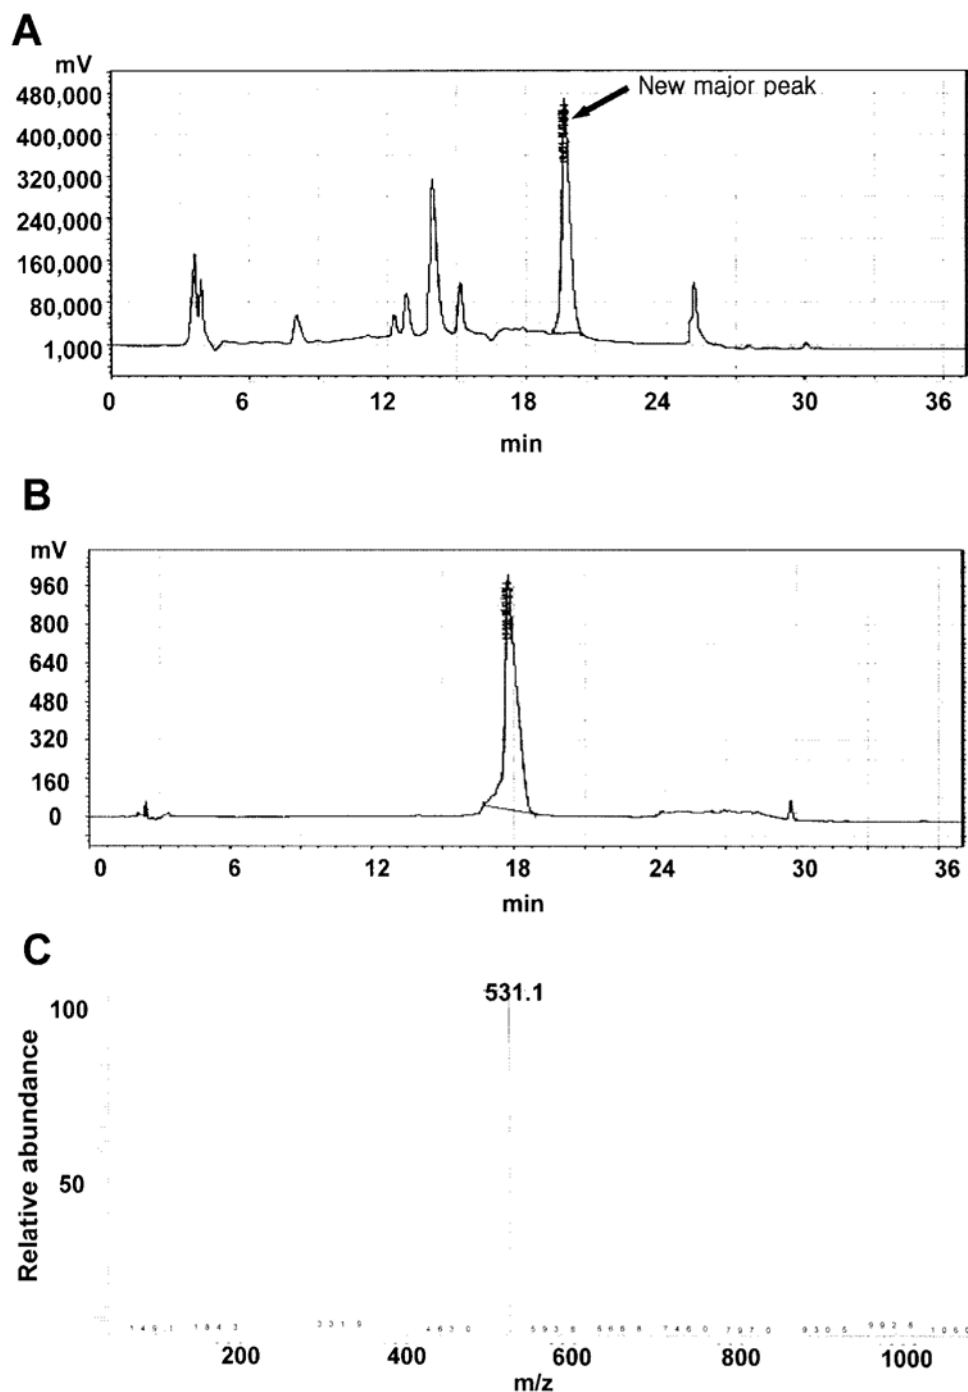 A
mV
480,000
New major peak
400,000
320,000
240,000
160,000
80,000
1,000
0 6 12 18 24 30 36
min
B
mV
960
800
640
480
320
160
0
0 6 12 18 24 30 36
min
C
531.1
100
Relative abundance
50
149.1 184.3 331.9 463.0 593.6 666.8 746.0 797.0 930.5 992.8 1060
200 400 600 800 1000
m/z